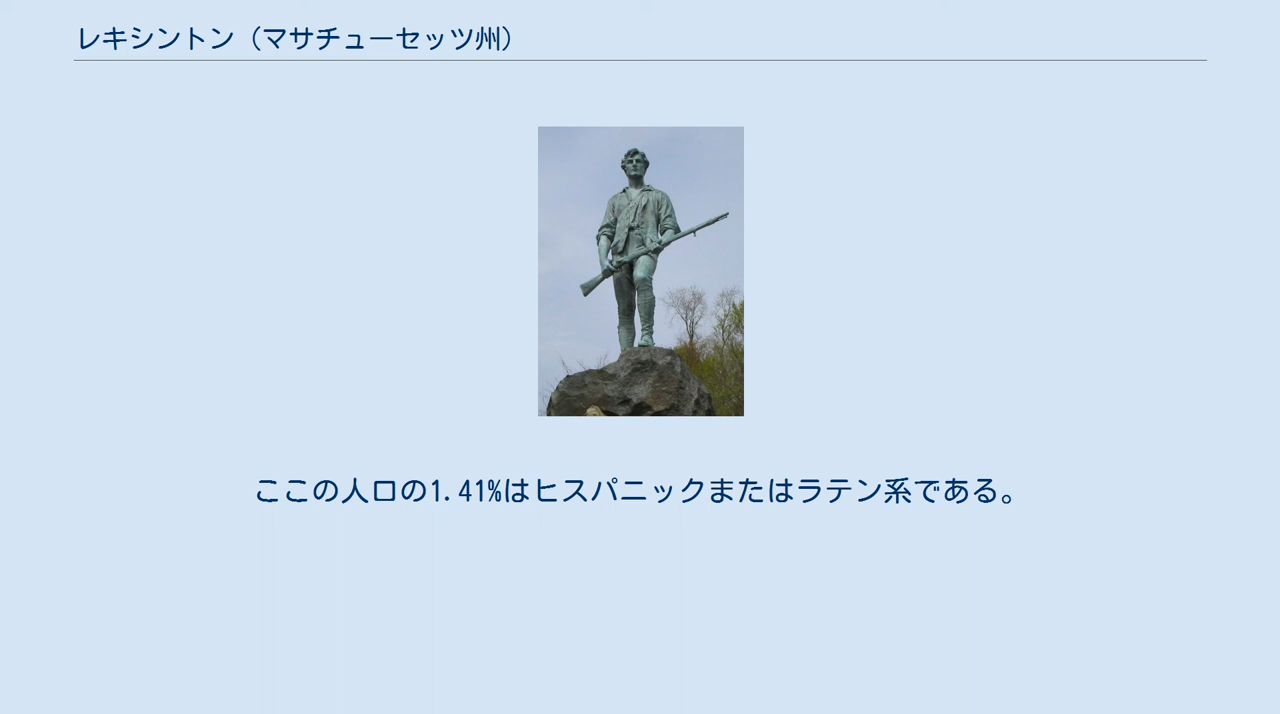 レキシントン（マサチューセッツ州）
ここの人口の1.41%はヒスパニックまたはラテン系である。